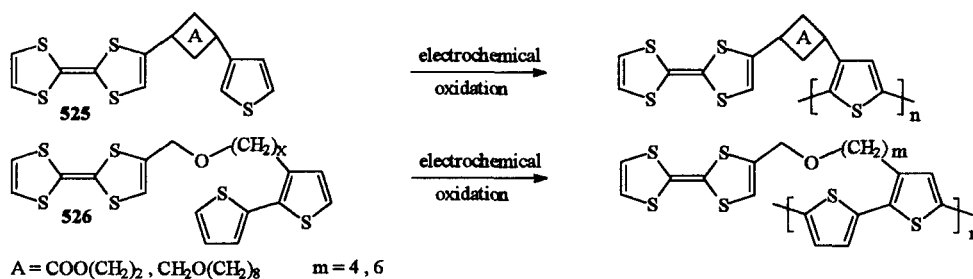 S S S A
electrochemical
oxidation
A
S S S S S
525
[ S ]n
S S S O (CH2)x
electrochemical
oxidation
S S S O (CH2)m
S S S S S
526
[ S S ]n
A = COO(CH2)2 , CH2O(CH2)8 m = 4 , 6